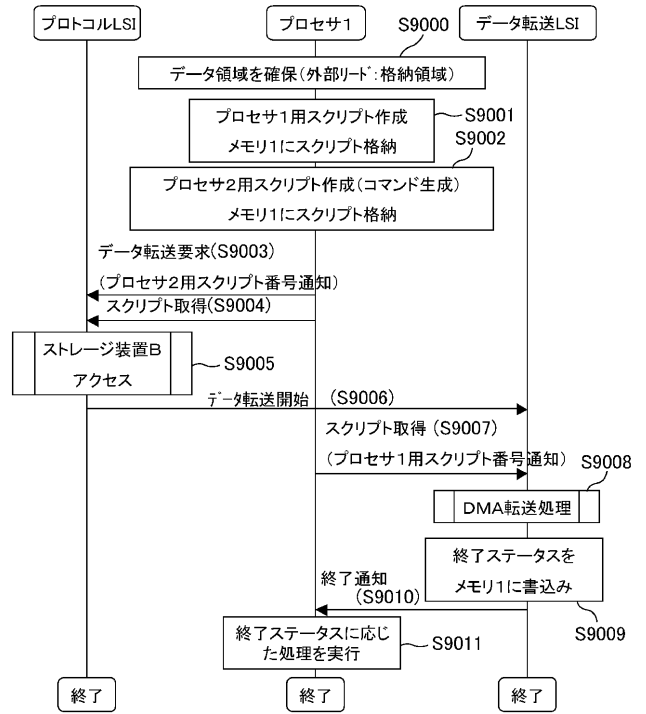 プロトコルLSI
プロセサ1
データ転送LSI
S9000
データ領域を確保(外部リード:格納領域)
S9001
プロセサ1用スクリプト作成
メモリ1にスクリプト格納
S9002
プロセサ2用スクリプト作成(コマンド生成)
メモリ1にスクリプト格納
データ転送要求(S9003)
(プロセサ2用スクリプト番号通知)
スクリプト取得(S9004)
ストレージ装置B
アクセス
S9005
データ転送開始 (S9006)
スクリプト取得 (S9007)
(プロセサ1用スクリプト番号通知)
S9008
DMA転送処理
終了ステータスを
メモリ1に書込み
S9009
終了通知
(S9010)
終了ステータスに応じ
た処理を実行
S9011
終了
終了
終了